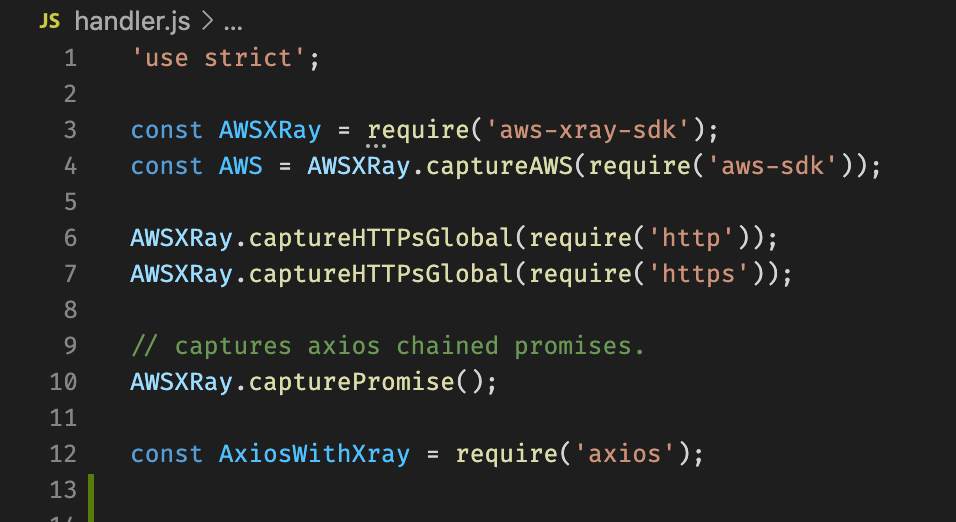 JS handler.js > ...
1 'use strict';
2
3 const AWSXRay = require('aws-xray-sdk');
4 const AWS = AWSXRay.captureAWS(require('aws-sdk'));
5
6 AWSXRay.captureHTTPsGlobal(require('http'));
7 AWSXRay.captureHTTPsGlobal(require('https'));
8
9 // captures axios chained promises.
10 AWSXRay.capturePromise();
11
12 const AxiosWithXray = require('axios');
13